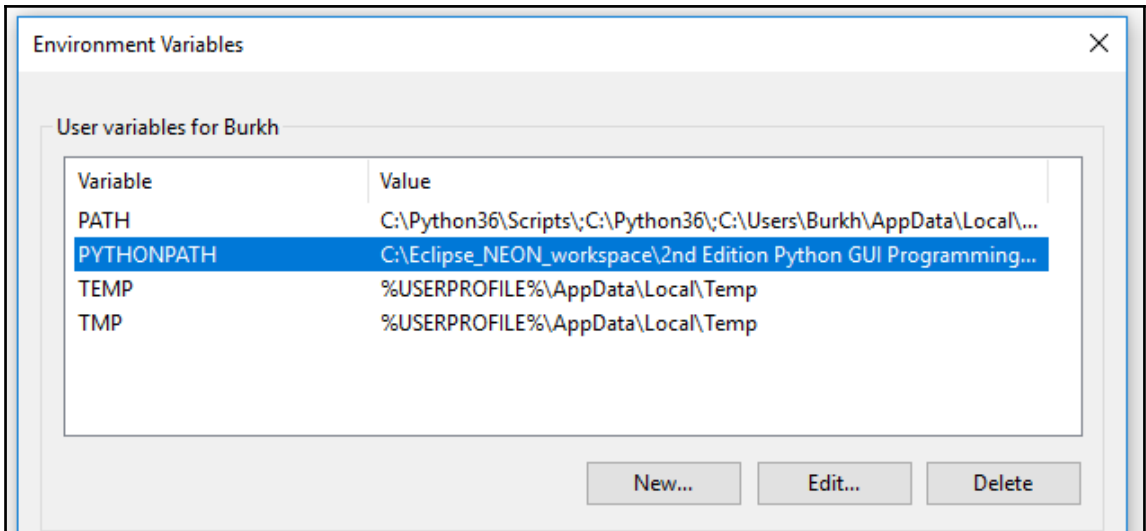 Environment Variables
User variables for Burkh
Variable Value
PATH C:\Python36\Scripts\;C:\Python36\;C:\Users\Burkh\AppData\Local\...
PYTHONPATH C:\Eclipse_NEON_workspace\2nd Edition Python GUI Programming...
TEMP %USERPROFILE%\AppData\Local\Temp
TMP %USERPROFILE%\AppData\Local\Temp
New... Edit... Delete